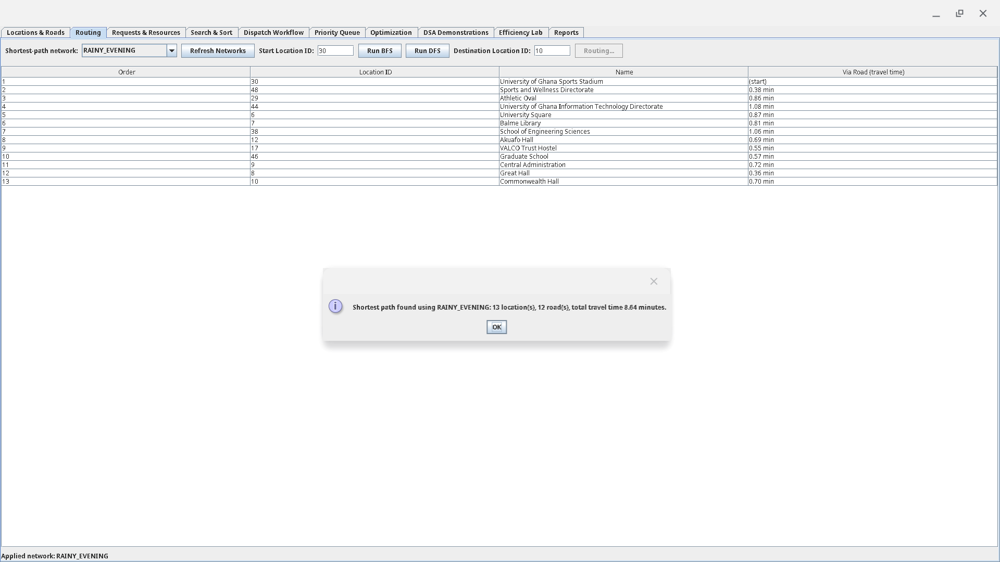 Locations & Roads Routing Requests & Resources Search & Sort Dispatch Workflow Priority Queue Optimization DSA Demonstrations Efficiency Lab Reports
Shortest-path network: RAINY_EVENING Refresh Networks Start Location ID: 30 Run BFS Run DFS Destination Location ID: 10 Routing...
Order Location ID Name Via Road (travel time)
1 30 University of Ghana Sports Stadium (start)
2 48 Sports and Wellness Directorate 0.38 min
3 29 Athletic Oval 0.86 min
4 44 University of Ghana Information Technology Directorate 1.08 min
5 6 University Square 0.87 min
6 7 Balme Library 0.81 min
7 38 School of Engineering Sciences 1.06 min
8 12 Akuafo Hall 0.69 min
9 17 VALCO Trust Hostel 0.55 min
10 46 Graduate School 0.57 min
11 9 Central Administration 0.72 min
12 8 Great Hall 0.36 min
13 10 Commonwealth Hall 0.70 min
Shortest path found using RAINY_EVENING: 13 location(s), 12 road(s), total travel time 8.64 minutes.
OK
Applied network: RAINY_EVENING